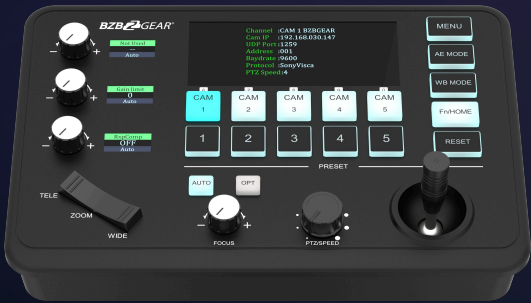 BZBGEAR
Channel :CAM 1 BZBGEAR
Cam IP :192.168.030.147
UDP Port:1259
Address :001
Baydrate:9600
Protocol :SonyVisca
PTZ Speed:4
Not Used
--
Auto
Gain limit
0
Auto
ExpComp
OFF
Auto
- +
- +
- +
MENU
AE MODE
WB MODE
Fn/HOME
RESET
CAM 1
CAM 2
CAM 3
CAM 4
CAM 5
1 2 3 4 5
PRESET
TELE
ZOOM
WIDE
AUTO
OPT
- +
FOCUS
PTZ/SPEED